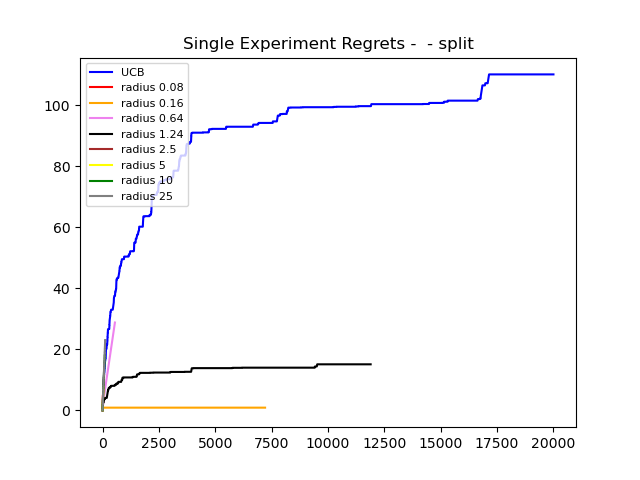 Single Experiment Regrets -  - split
UCB
radius 0.08
radius 0.16
radius 0.64
radius 1.24
radius 2.5
radius 5
radius 10
radius 25
100
80
60
40
20
0
0 2500 5000 7500 10000 12500 15000 17500 20000